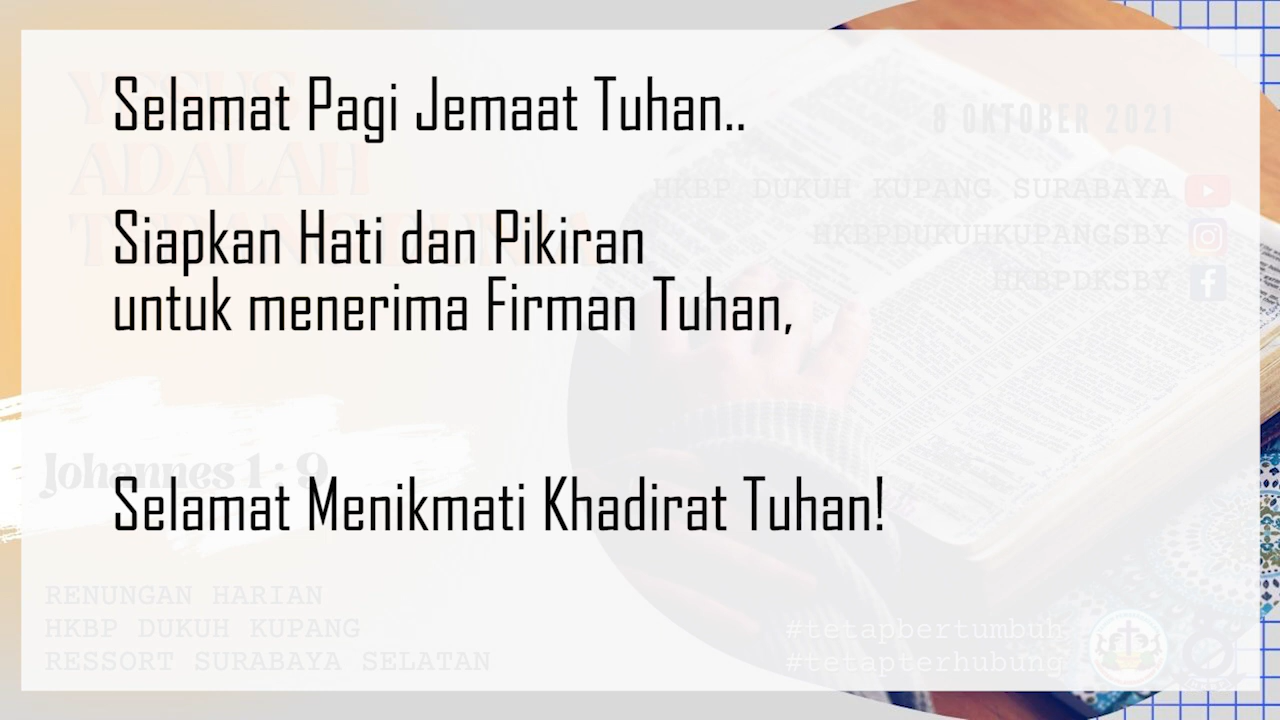 Selamat Pagi Jemaat Tuhan..
Siapkan Hati dan Pikiran
untuk menerima Firman Tuhan,
Selamat Menikmati Khadirat Tuhan!
YESUS
ADALAH
8 OKTOBER 2021
HKBP DUKUH KUPANG SURABAYA
HKBPDUKUHKUPANGSBY
HKBPDKSBY
Johannes 1 : 9
RENUNGAN HARIAN
HKBP DUKUH KUPANG
RESSORT SURABAYA SELATAN
#tetapbertumbuh
#tetapterhubung